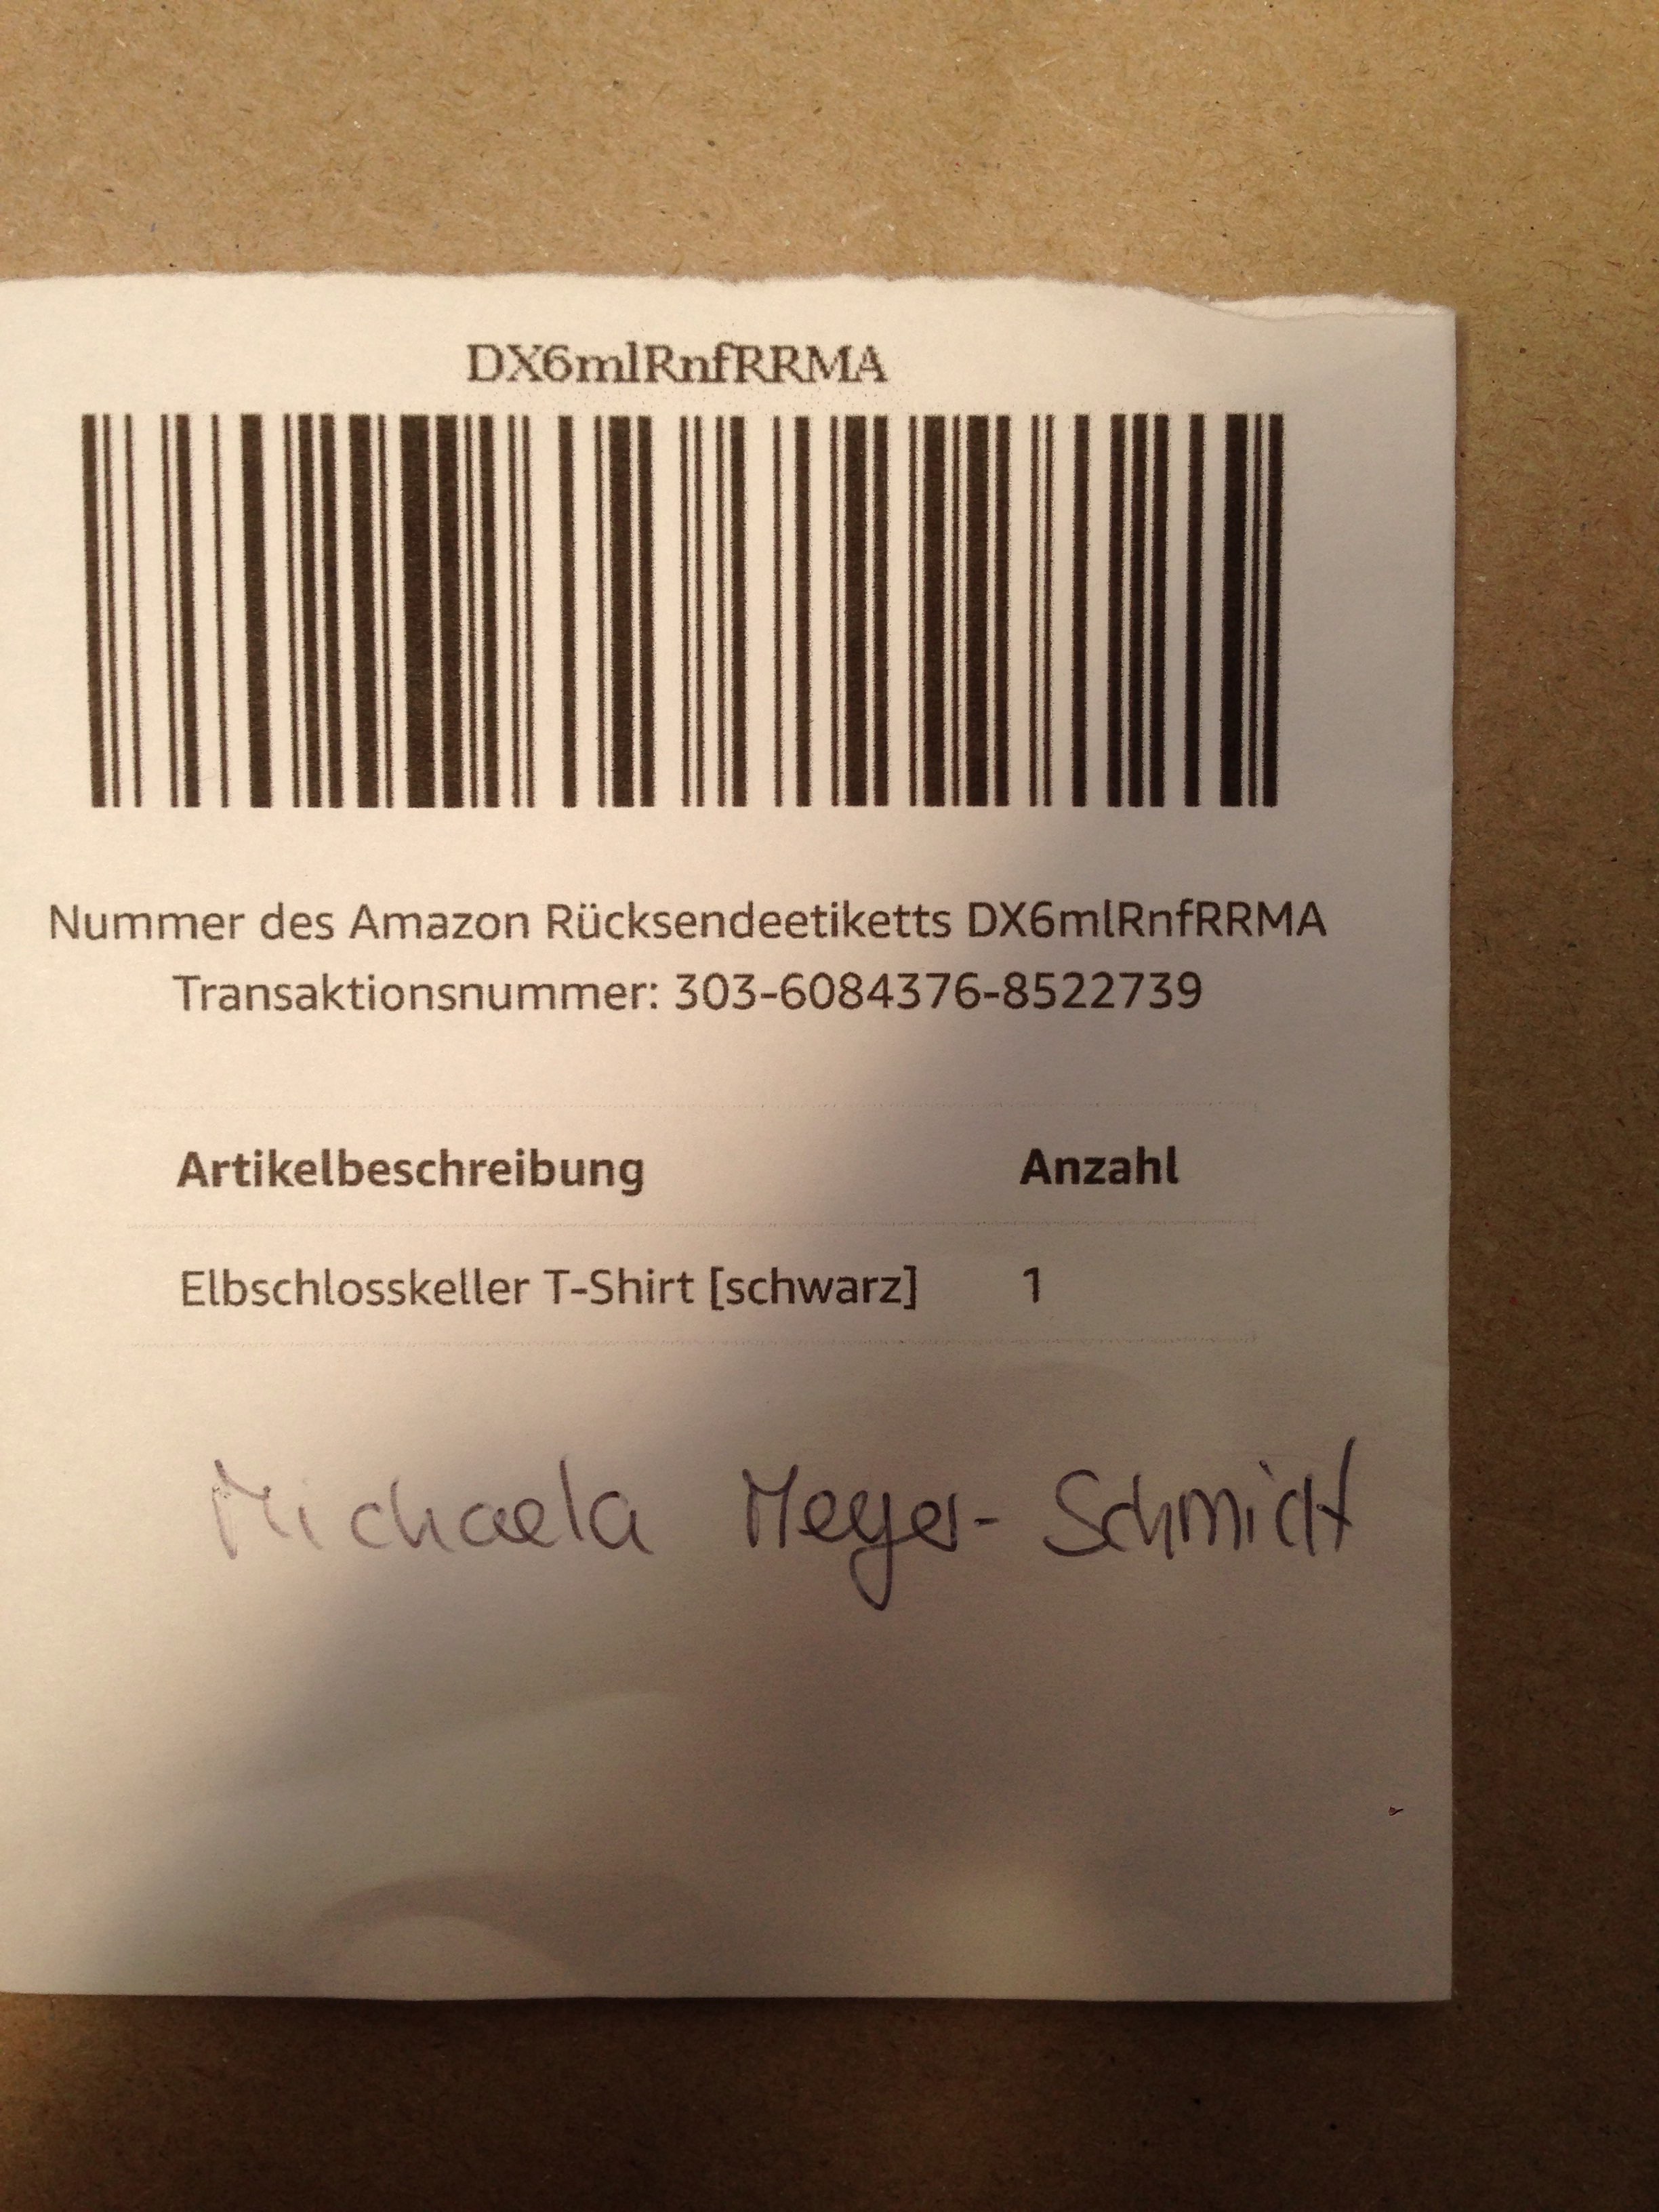 DX6mlRnfRRMA
Nummer des Amazon Rücksendeetiketts DX6mlRnfRRMA
Transaktionsnummer: 303-6084376-8522739
Artikelbeschreibung Anzahl
Elbschlosskeller T-Shirt [schwarz] 1
Michaela Meyer-Schmidt